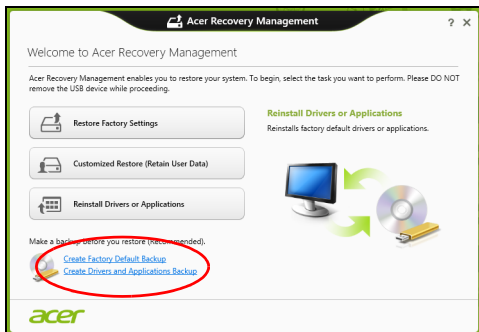 Acer Recovery Management
? X
Welcome to Acer Recovery Management
Acer Recovery Management enables you to restore your system. To begin, select the task you want to perform. Please DO NOT
remove the USB device while proceeding.
Restore Factory Settings
Customized Restore (Retain User Data)
Reinstall Drivers or Applications
Reinstall Drivers or Applications
Reinstalls factory default drivers or applications.
Make a backup before you restore (Recommended).
Create Factory Default Backup
Create Drivers and Applications Backup
acer